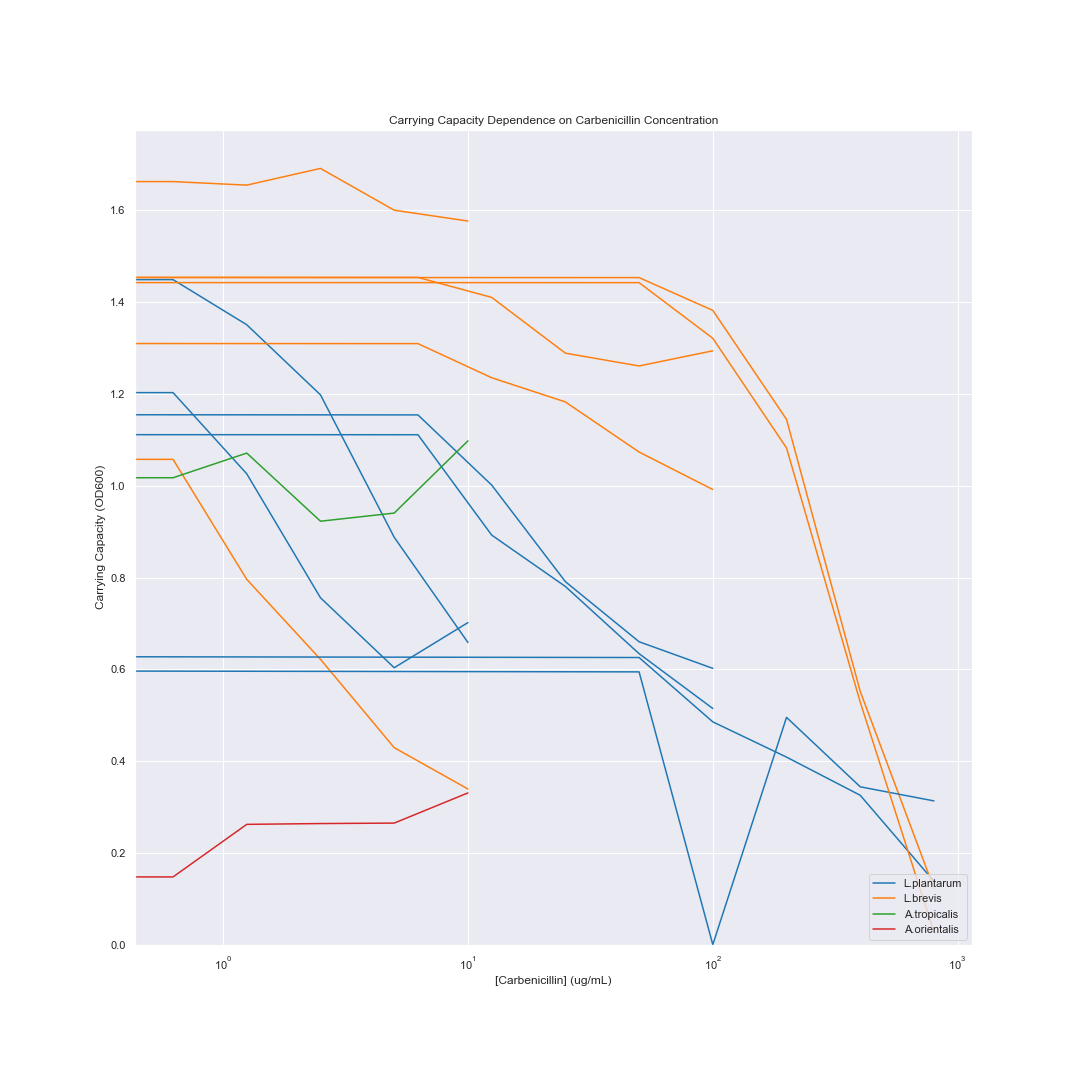 Carrying Capacity Dependence on Carbenicillin Concentration
Carrying Capacity (OD600)
1.6
1.4
1.2
1.0
0.8
0.6
0.4
0.2
0.0
10⁰
10¹
10²
10³
[Carbenicillin] (ug/mL)
L.plantarum
L.brevis
A.tropicalis
A.orientalis